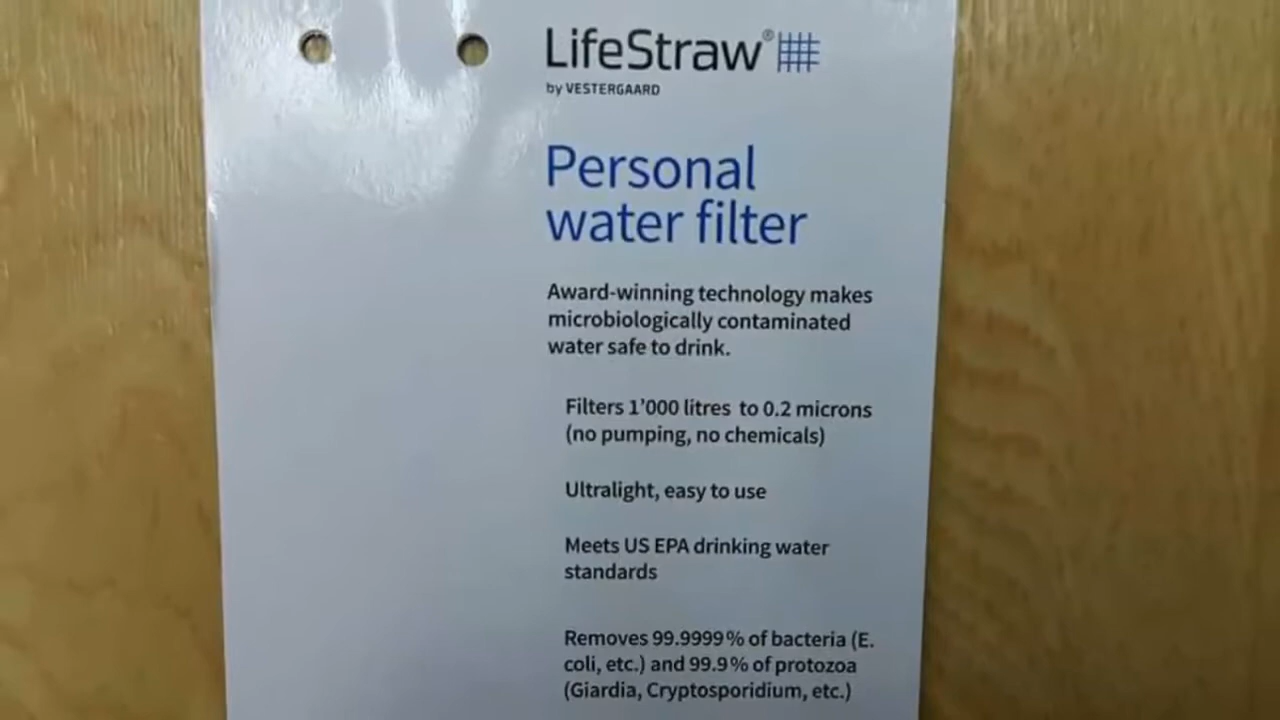 LifeStraw®
by VESTERGAARD
Personal
water filter
Award-winning technology makes
microbiologically contaminated
water safe to drink.
Filters 1'000 litres to 0.2 microns
(no pumping, no chemicals)
Ultralight, easy to use
Meets US EPA drinking water
standards
Removes 99.9999% of bacteria (E.
coli, etc.) and 99.9% of protozoa
(Giardia, Cryptosporidium, etc.)